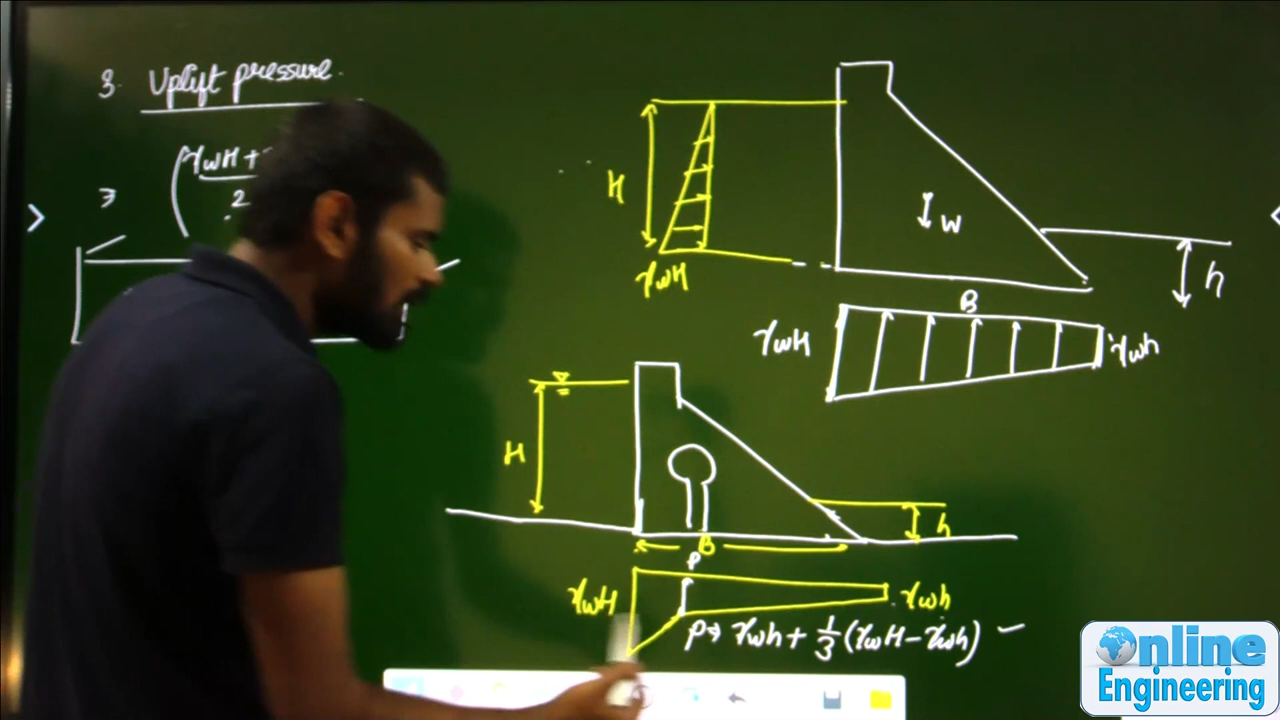 3. Uplift pressure.
γwH +
2
H
γwH
W
h
B
γwH
γwh
H
h
B
P
γwH
γwh
P ⇒ γwh + 1/3 (γwH − γwh) −
Online
Engineering